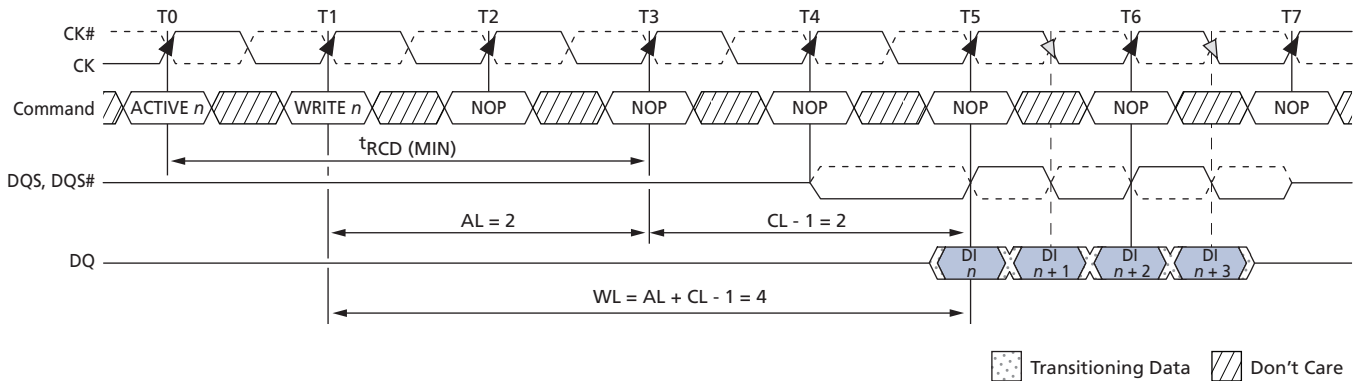 T0 T1 T2 T3 T4 T5 T6 T7
CK#
CK
Command ACTIVE n WRITE n NOP NOP NOP NOP NOP NOP
tRCD (MIN)
DQS, DQS#
AL = 2 CL - 1 = 2
DQ DI n DI n + 1 DI n + 2 DI n + 3
WL = AL + CL - 1 = 4
Transitioning Data Don't Care